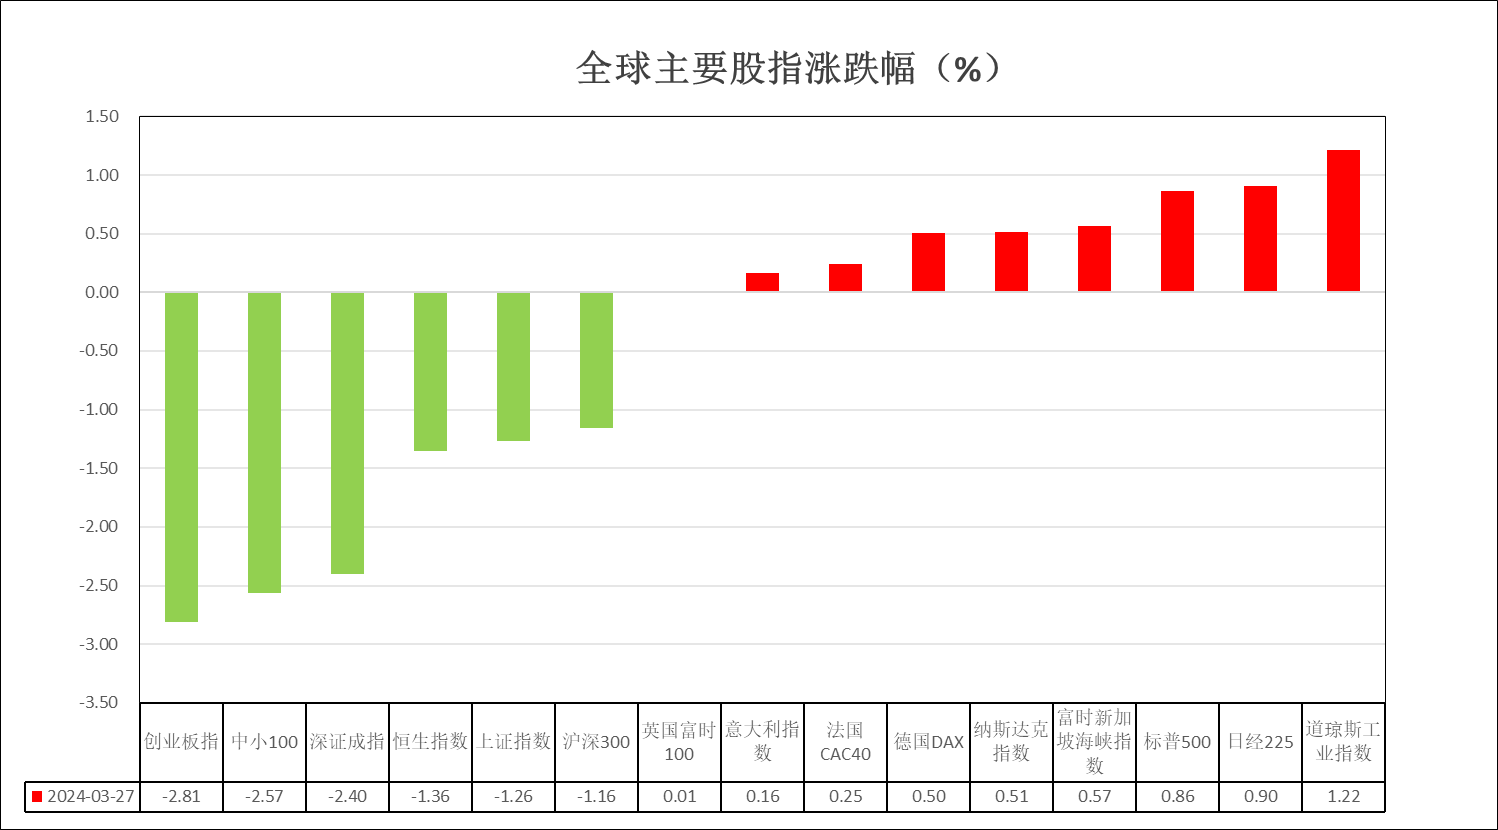 全球主要股指涨跌幅（%）
1.50
1.00
0.50
0.00
-0.50
-1.00
-1.50
-2.00
-2.50
-3.00
-3.50
创业板指
中小100
深证成指
恒生指数
上证指数
沪深300
英国富时
100
意大利指
数
法国
CAC40
德国DAX
纳斯达克
指数
富时新加
坡海峡指
数
标普500
日经225
道琼斯工
业指数
2024-03-27 -2.81 -2.57 -2.40 -1.36 -1.26 -1.16 0.01 0.16 0.25 0.50 0.51 0.57 0.86 0.90 1.22